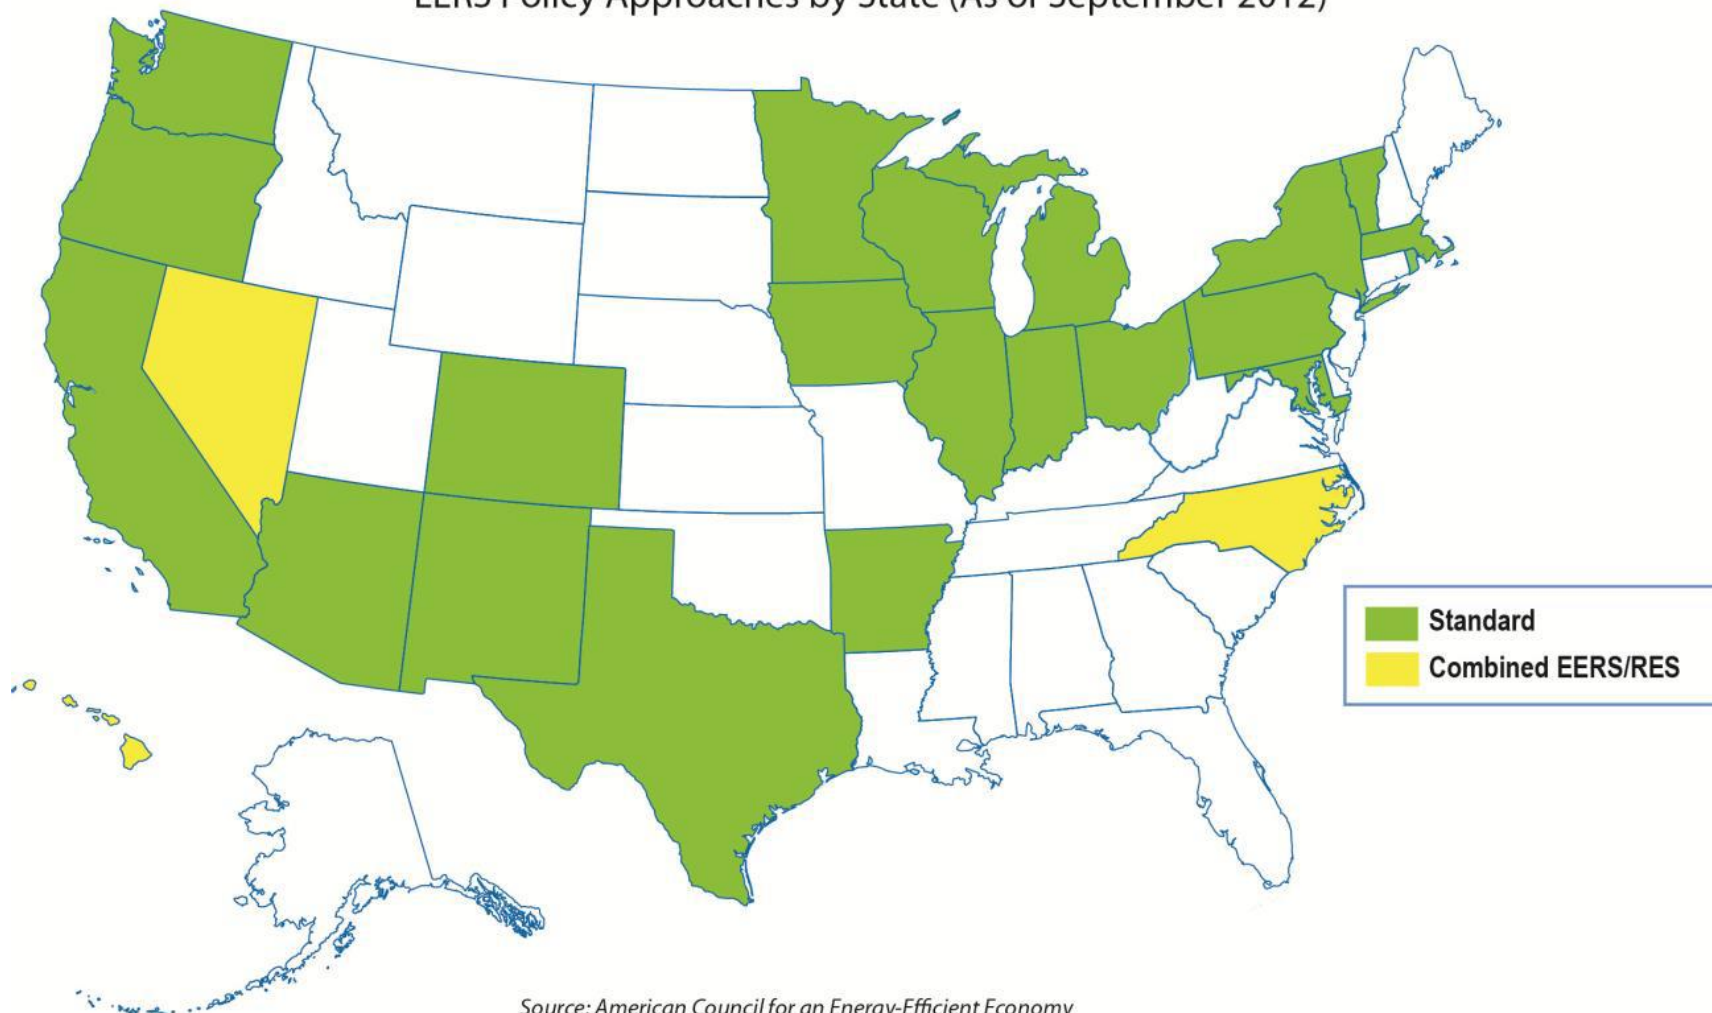 EERS Policy Approaches by State (As of September 2012)
Standard
Combined EERS/RES
Source: American Council for an Energy-Efficient Economy